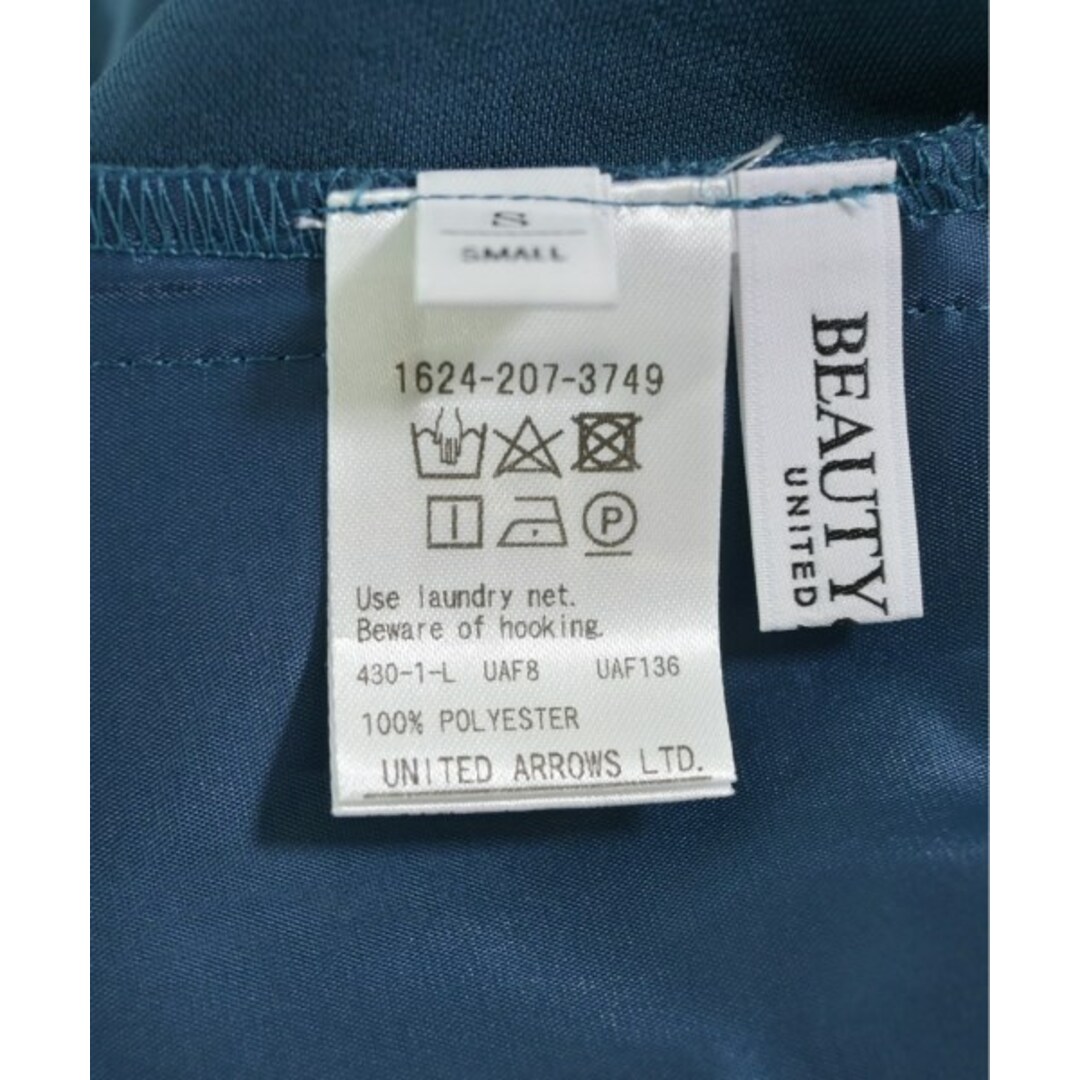 S
SMALL
1624-207-3749
P
Use laundry net.
Beware of hooking.
430-1-L UAF8 UAF136
100% POLYESTER
UNITED ARROWS LTD.
BEAUTY
UNITED